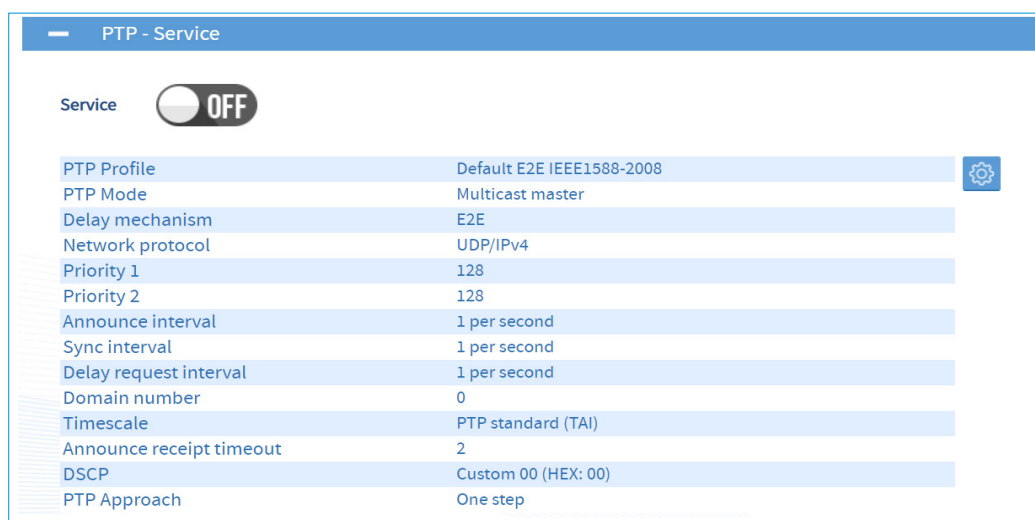 PTP - Service
Service OFF
PTP Profile Default E2E IEEE1588-2008
PTP Mode Multicast master
Delay mechanism E2E
Network protocol UDP/IPv4
Priority 1 128
Priority 2 128
Announce interval 1 per second
Sync interval 1 per second
Delay request interval 1 per second
Domain number 0
Timescale PTP standard (TAI)
Announce receipt timeout 2
DSCP Custom 00 (HEX: 00)
PTP Approach One step